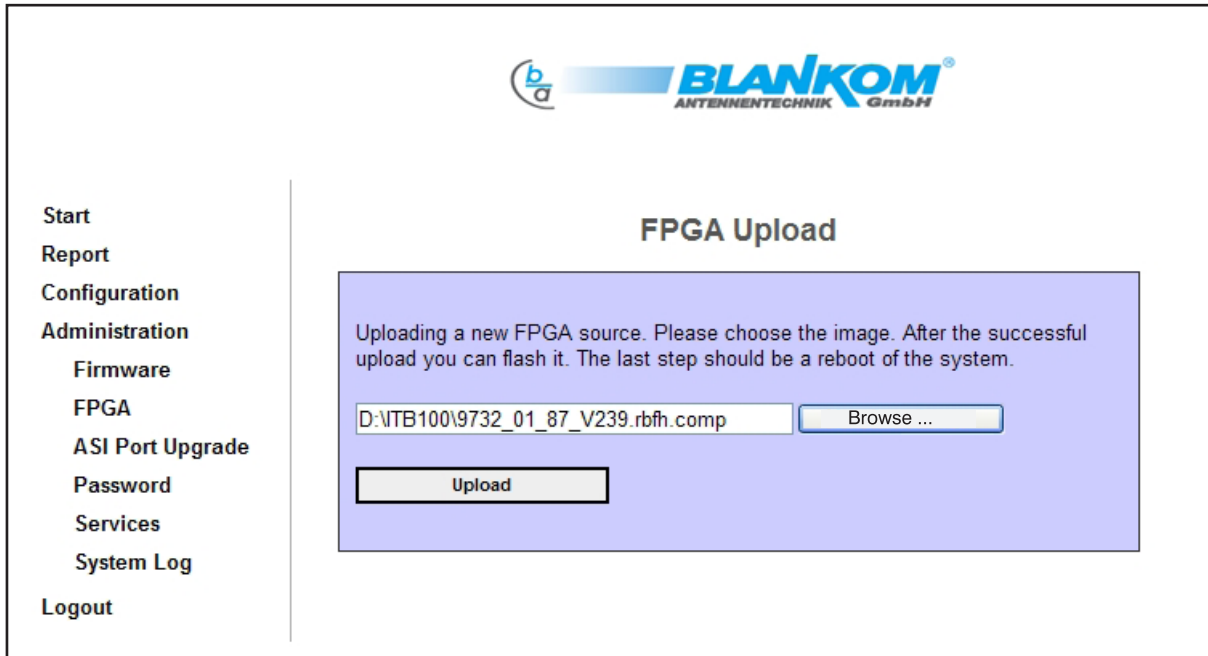 b
a
BLANKOM®
ANTENNENTECHNIK GmbH
Start
Report
Configuration
Administration
Firmware
FPGA
ASI Port Upgrade
Password
Services
System Log
Logout
FPGA Upload
Uploading a new FPGA source. Please choose the image. After the successful
upload you can flash it. The last step should be a reboot of the system.
D:\ITB100\9732_01_87_V239.rbfh.comp
Browse ...
Upload